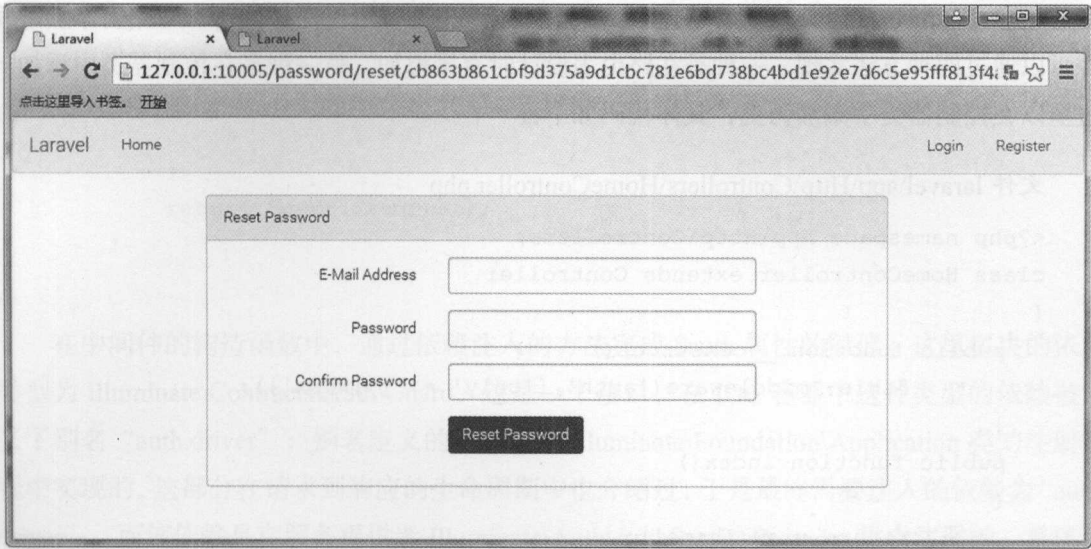 Laravel
Laravel
127.0.0.1:10005/password/reset/cb863b861cbf9d375a9d1cbc781e6bd738bc4bd1e92e7d6c5e95fff813f4
点击这里导入书签。 开始
Laravel Home Login Register
Reset Password
E-Mail Address
Password
Confirm Password
Reset Password